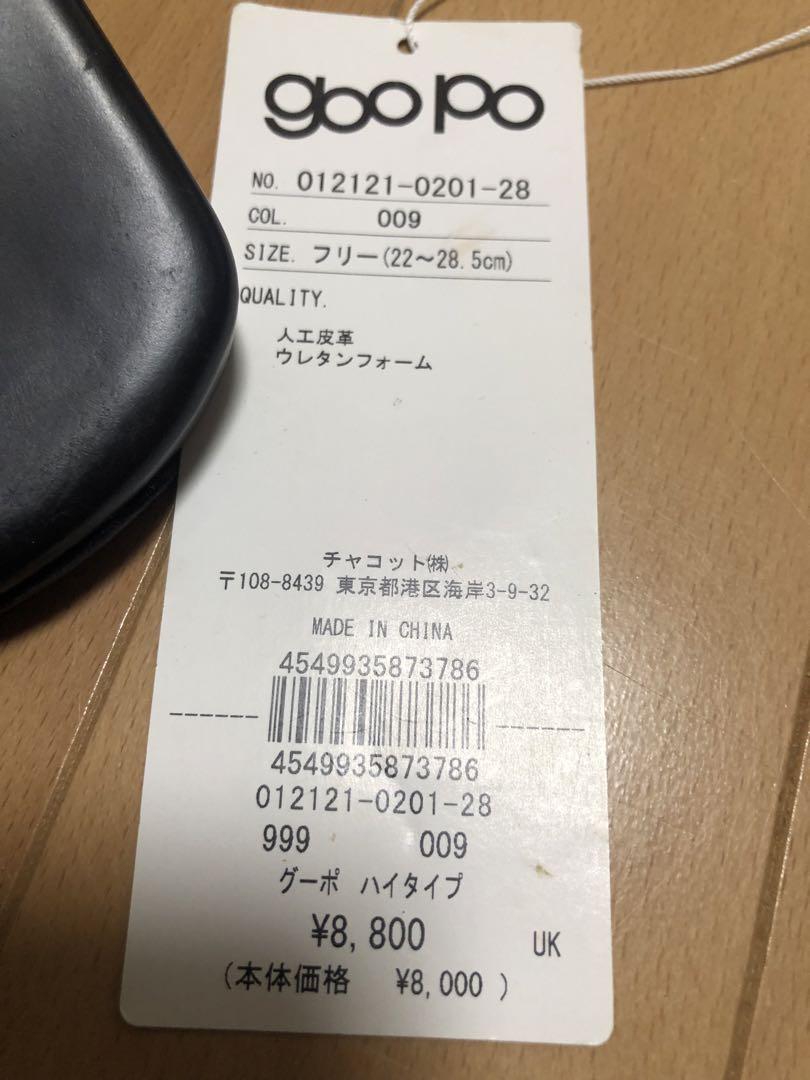 goo po
NO. 012121-0201-28
COL. 009
SIZE. フリー(22～28.5cm)
QUALITY.
人工皮革
ウレタンフォーム
チャコット㈱
〒108-8439 東京都港区海岸3-9-32
MADE IN CHINA
4549935873786
4549935873786
012121-0201-28
999 009
グーポ ハイタイプ
¥8,800 UK
(本体価格 ¥8,000 )